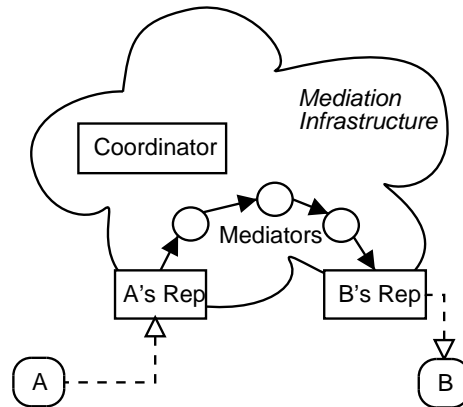 Mediation
Infrastructure
Coordinator
Mediators
A's Rep
B's Rep
A
B